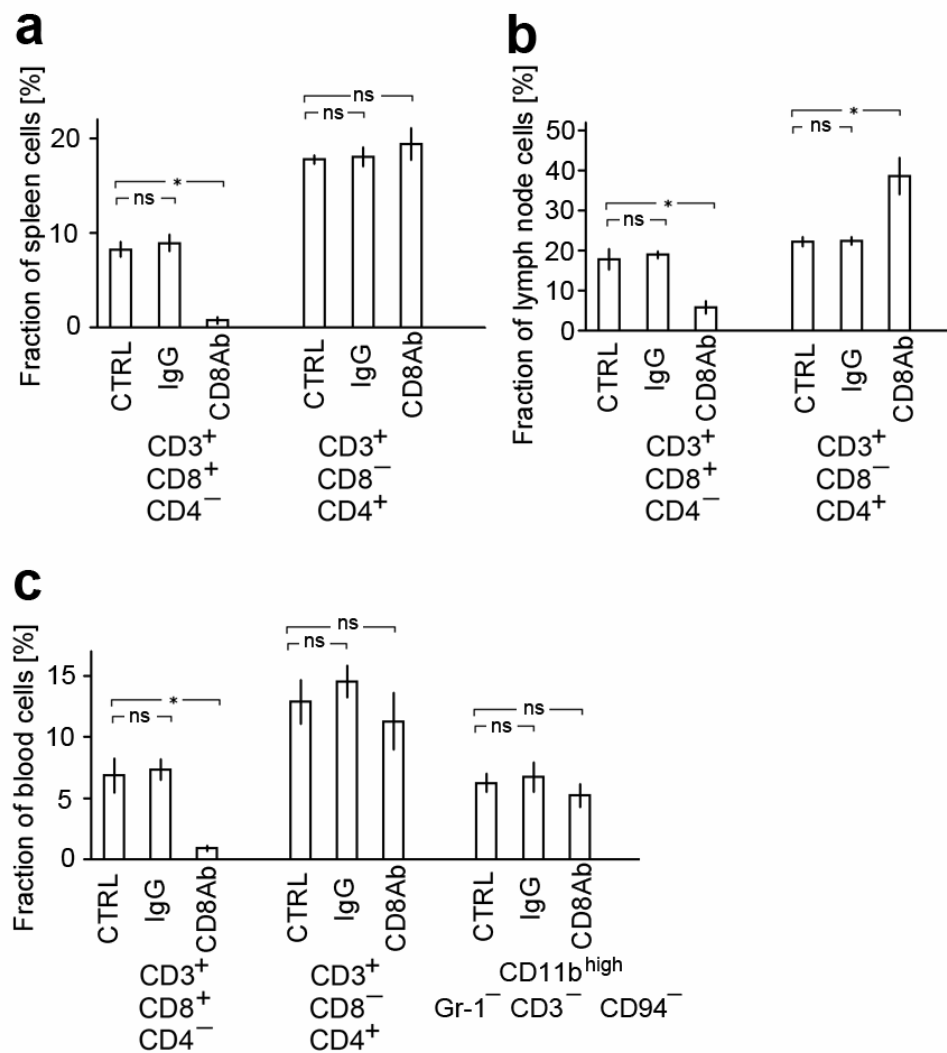 a
Fraction of spleen cells [%]
20
10
0
ns
ns
*
ns
ns
CTRL
IgG
CD8Ab
CTRL
IgG
CD8Ab
CD3⁺
CD8⁺
CD4⁻
CD3⁺
CD8⁻
CD4⁺
b
Fraction of lymph node cells [%]
50
40
30
20
10
0
*
ns
*
ns
CTRL
IgG
CD8Ab
CTRL
IgG
CD8Ab
CD3⁺
CD8⁺
CD4⁻
CD3⁺
CD8⁻
CD4⁺
c
Fraction of blood cells [%]
15
10
5
0
*
ns
ns
ns
ns
ns
CTRL
IgG
CD8Ab
CTRL
IgG
CD8Ab
CTRL
IgG
CD8Ab
CD3⁺
CD8⁺
CD4⁻
CD3⁺
CD8⁻
CD4⁺
CD11b^high
Gr-1⁻ CD3⁻ CD94⁻